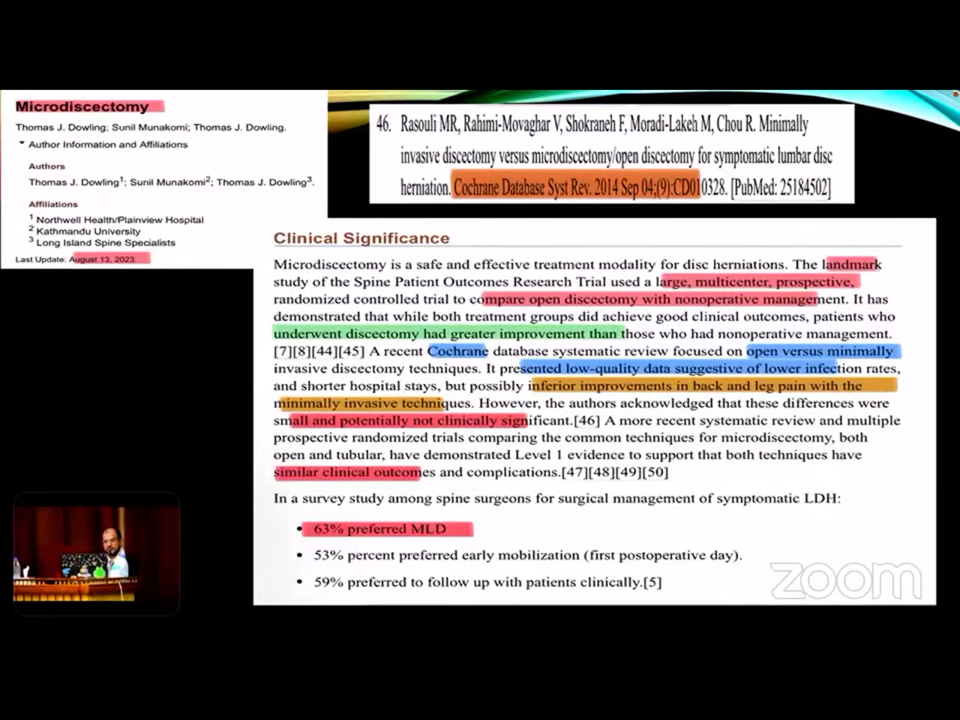 Microdiscectomy
Thomas J. Dowling; Sunil Munakomi; Thomas J. Dowling.
Author Information and Affiliations
Authors
Thomas J. Dowling1; Sunil Munakomi2; Thomas J. Dowling3.
Affiliations
1 Northwell Health/Plainview Hospital
2 Kathmandu University
3 Long Island Spine Specialists
Last Update: August 13, 2023.
46. Rasouli MR, Rahimi-Movaghar V, Shokraneh F, Moradi-Lakeh M, Chou R. Minimally
invasive discectomy versus microdiscectomy/open discectomy for symptomatic lumbar disc
herniation. Cochrane Database Syst Rev. 2014 Sep 04;(9):CD010328. [PubMed: 25184502]
Clinical Significance
Microdiscectomy is a safe and effective treatment modality for disc herniations. The landmark
study of the Spine Patient Outcomes Research Trial used a large, multicenter, prospective,
randomized controlled trial to compare open discectomy with nonoperative management. It has
demonstrated that while both treatment groups did achieve good clinical outcomes, patients who
underwent discectomy had greater improvement than those who had nonoperative management.
[7][8][44][45] A recent Cochrane database systematic review focused on open versus minimally
invasive discectomy techniques. It presented low-quality data suggestive of lower infection rates,
and shorter hospital stays, but possibly inferior improvements in back and leg pain with the
minimally invasive techniques. However, the authors acknowledged that these differences were
small and potentially not clinically significant.[46] A more recent systematic review and multiple
prospective randomized trials comparing the common techniques for microdiscectomy, both
open and tubular, have demonstrated Level 1 evidence to support that both techniques have
similar clinical outcomes and complications.[47][48][49][50]
In a survey study among spine surgeons for surgical management of symptomatic LDH:
• 63% preferred MLD
• 53% percent preferred early mobilization (first postoperative day).
• 59% preferred to follow up with patients clinically.[5]
zoom